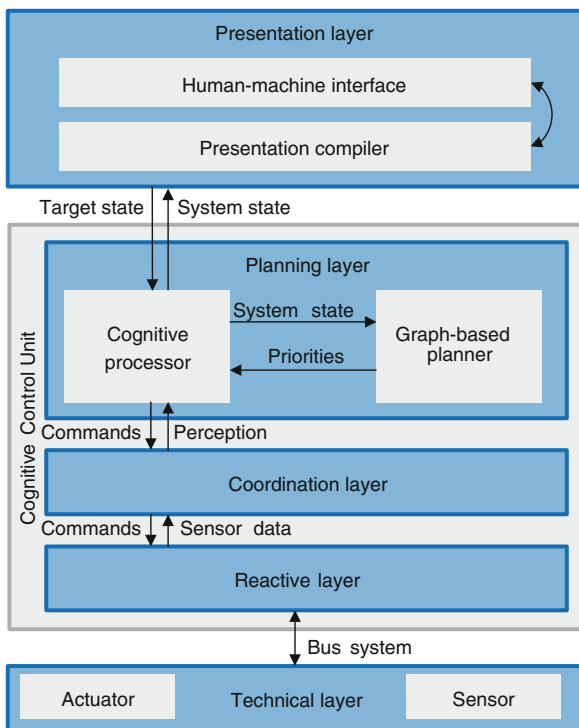 Presentation layer
Human-machine interface
Presentation compiler
Target state
System state
Cognitive Control Unit
Planning layer
Cognitive
processor
System state
Priorities
Graph-based
planner
Commands
Perception
Coordination layer
Commands
Sensor data
Reactive layer
Bus system
Actuator
Technical layer
Sensor